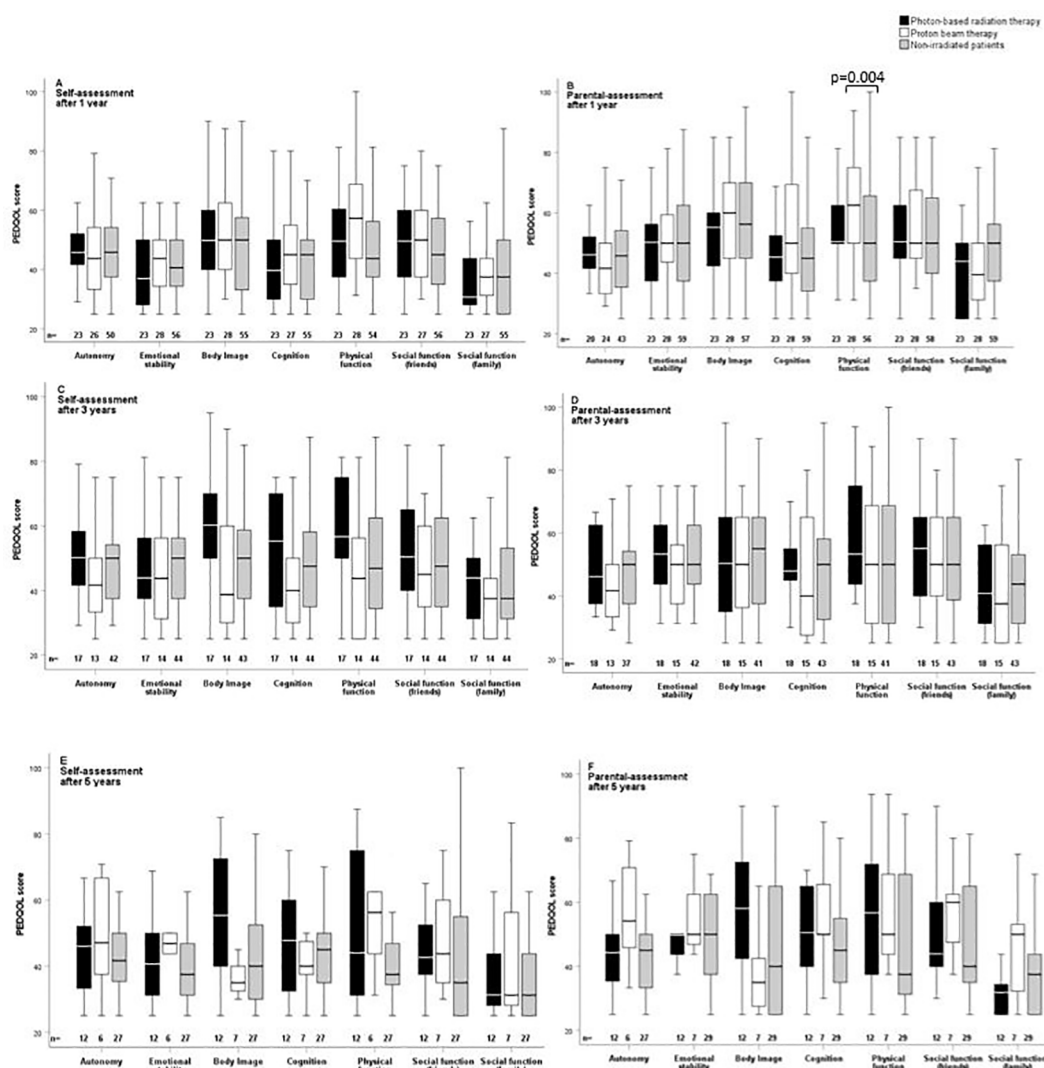 Photon-based radiation therapy
Proton beam therapy
Non-irradiated patients
A
Self-assessment
after 1 year
PEDQOL score
100
80
60
40
20
n= 23 26 50 23 28 56 23 28 55 23 27 55 23 28 54 23 27 56 23 27 55
Autonomy Emotional stability Body Image Cognition Physical function Social function (friends) Social function (family)
B
Parental-assessment
after 1 year
p=0.004
PEDQOL score
100
80
60
40
20
n= 20 24 43 23 28 59 23 28 57 23 28 59 23 28 56 23 28 58 23 28 59
Autonomy Emotional stability Body Image Cognition Physical function Social function (friends) Social function (family)
C
Self-assessment
after 3 years
PEDQOL score
100
80
60
40
20
n= 17 13 42 17 14 44 17 14 43 17 14 44 17 14 44 17 14 44 17 14 44
Autonomy Emotional stability Body Image Cognition Physical function Social function (friends) Social function (family)
D
Parental-assessment
after 3 years
PEDQOL score
100
80
60
40
20
n= 18 13 37 18 15 42 18 15 41 18 15 43 18 15 41 18 15 43 18 15 43
Autonomy Emotional stability Body Image Cognition Physical function Social function (friends) Social function (family)
E
Self-assessment
after 5 years
PEDQOL score
100
80
60
40
20
n= 12 6 27 12 6 27 12 7 27 12 7 27 12 6 27 12 7 27 12 7 27
Autonomy Emotional Body Image Cognition Physical Social function Social function
F
Parental-assessment
after 5 years
PEDQOL score
100
80
60
40
20
n= 12 6 27 12 7 29 12 7 29 12 7 29 12 7 29 12 7 29 12 7 29
Autonomy Emotional Body Image Cognition Physical Social function Social function